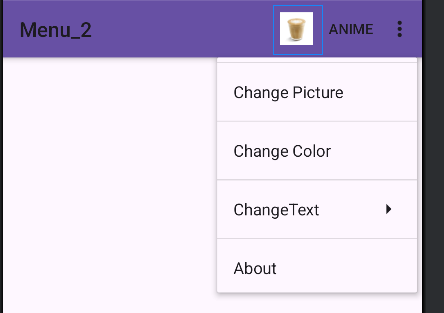 Menu_2
ANIME
Change Picture
Change Color
ChangeText
About